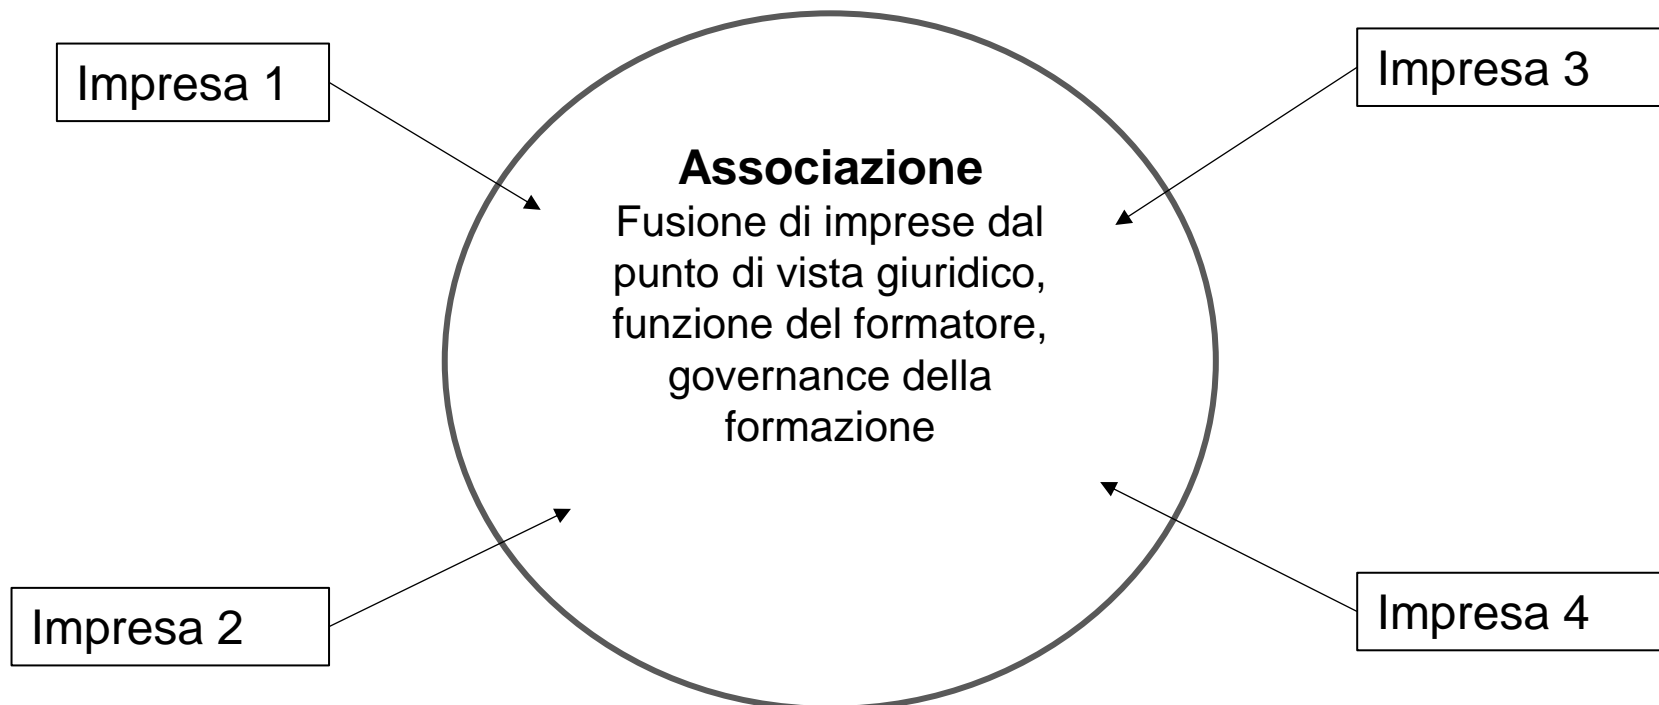 Impresa 1
Impresa 3
Associazione
Fusione di imprese dal
punto di vista giuridico,
funzione del formatore,
governance della
formazione
Impresa 2
Impresa 4